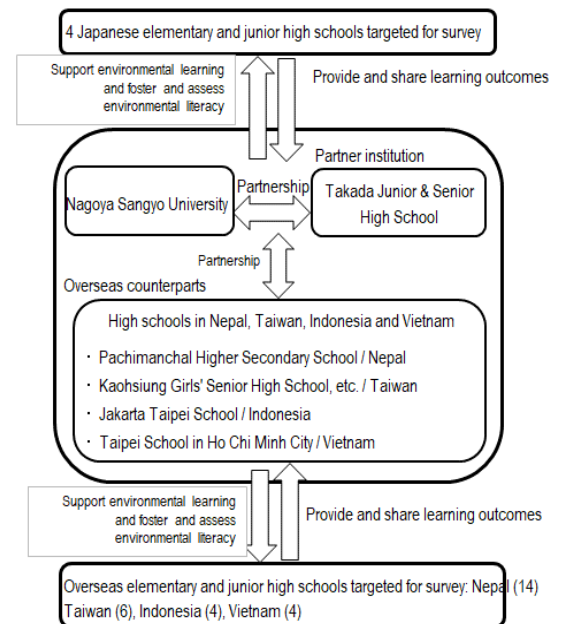 4 Japanese elementary and junior high schools targeted for survey
Support environmental learning
and foster and assess
environmental literacy
Provide and share learning outcomes
Partner institution
Nagoya Sangyo University
Partnership
Takada Junior & Senior
High School
Partnership
Overseas counterparts
High schools in Nepal, Taiwan, Indonesia and Vietnam
・ Pachimanchal Higher Secondary School / Nepal
・ Kaohsiung Girls' Senior High School, etc. / Taiwan
・ Jakarta Taipei School / Indonesia
・ Taipei School in Ho Chi Minh City / Vietnam
Support environmental learning
and foster and assess
environmental literacy
Provide and share learning outcomes
Overseas elementary and junior high schools targeted for survey: Nepal (14)
Taiwan (6), Indonesia (4), Vietnam (4)